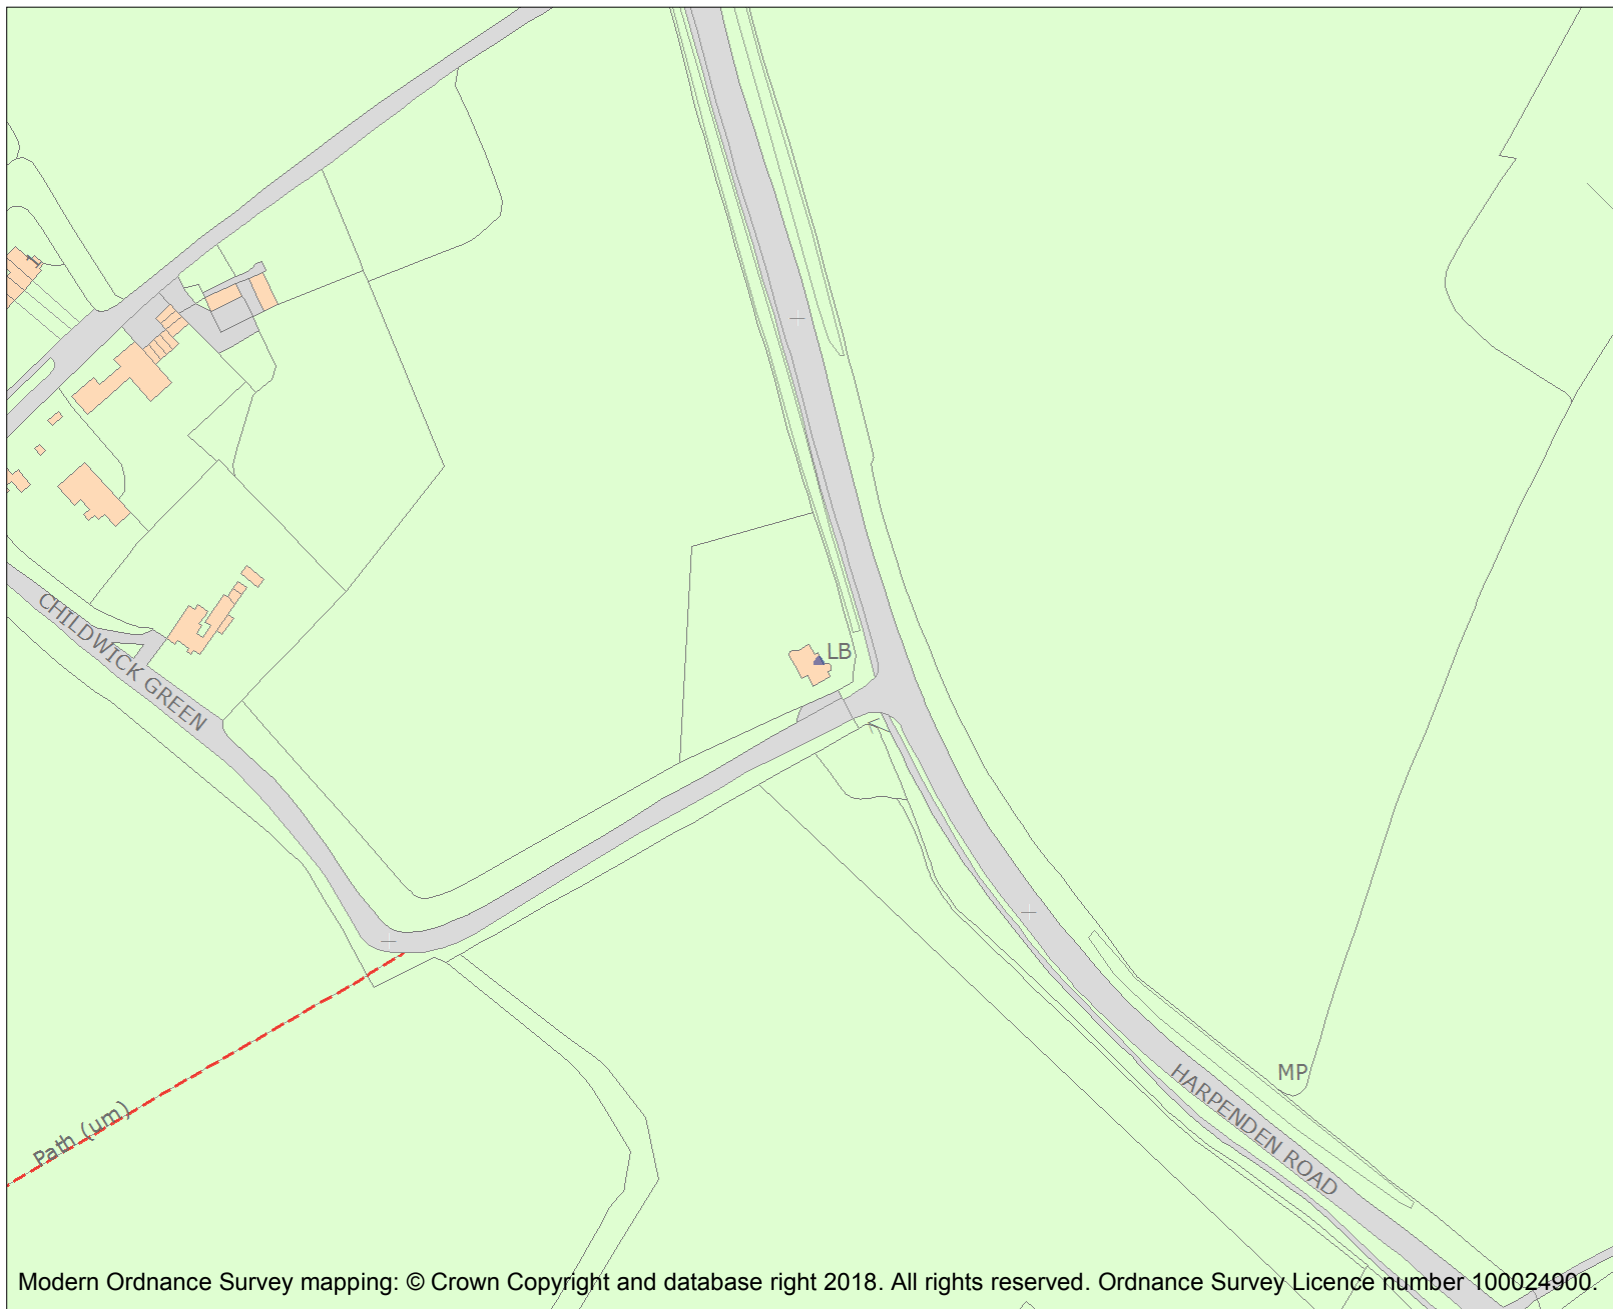 1
CHILDWICK GREEN
LB
MP
HARPENDEN ROAD
Path (um)
Modern Ordnance Survey mapping: © Crown Copyright and database right 2018. All rights reserved. Ordnance Survey Licence number 100024900.